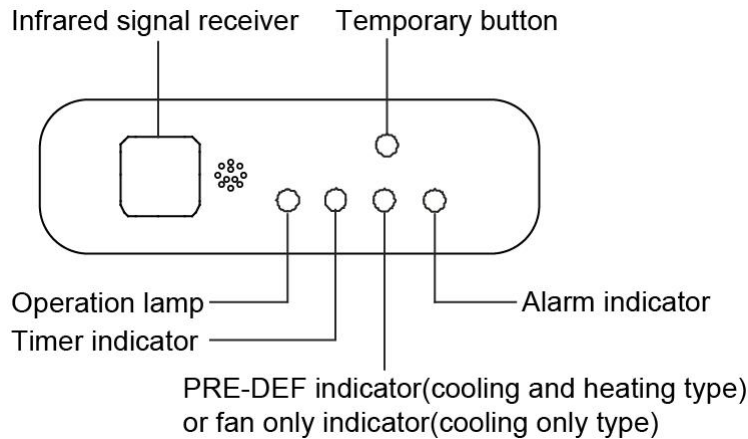 Infrared signal receiver
Temporary button
Operation lamp
Alarm indicator
Timer indicator
PRE-DEF indicator(cooling and heating type)
or fan only indicator(cooling only type)